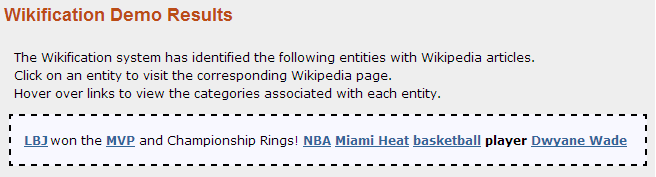 Wikification Demo Results
The Wikification system has identified the following entities with Wikipedia articles.
Click on an entity to visit the corresponding Wikipedia page.
Hover over links to view the categories associated with each entity.
LBJ won the MVP and Championship Rings! NBA Miami Heat basketball player Dwyane Wade